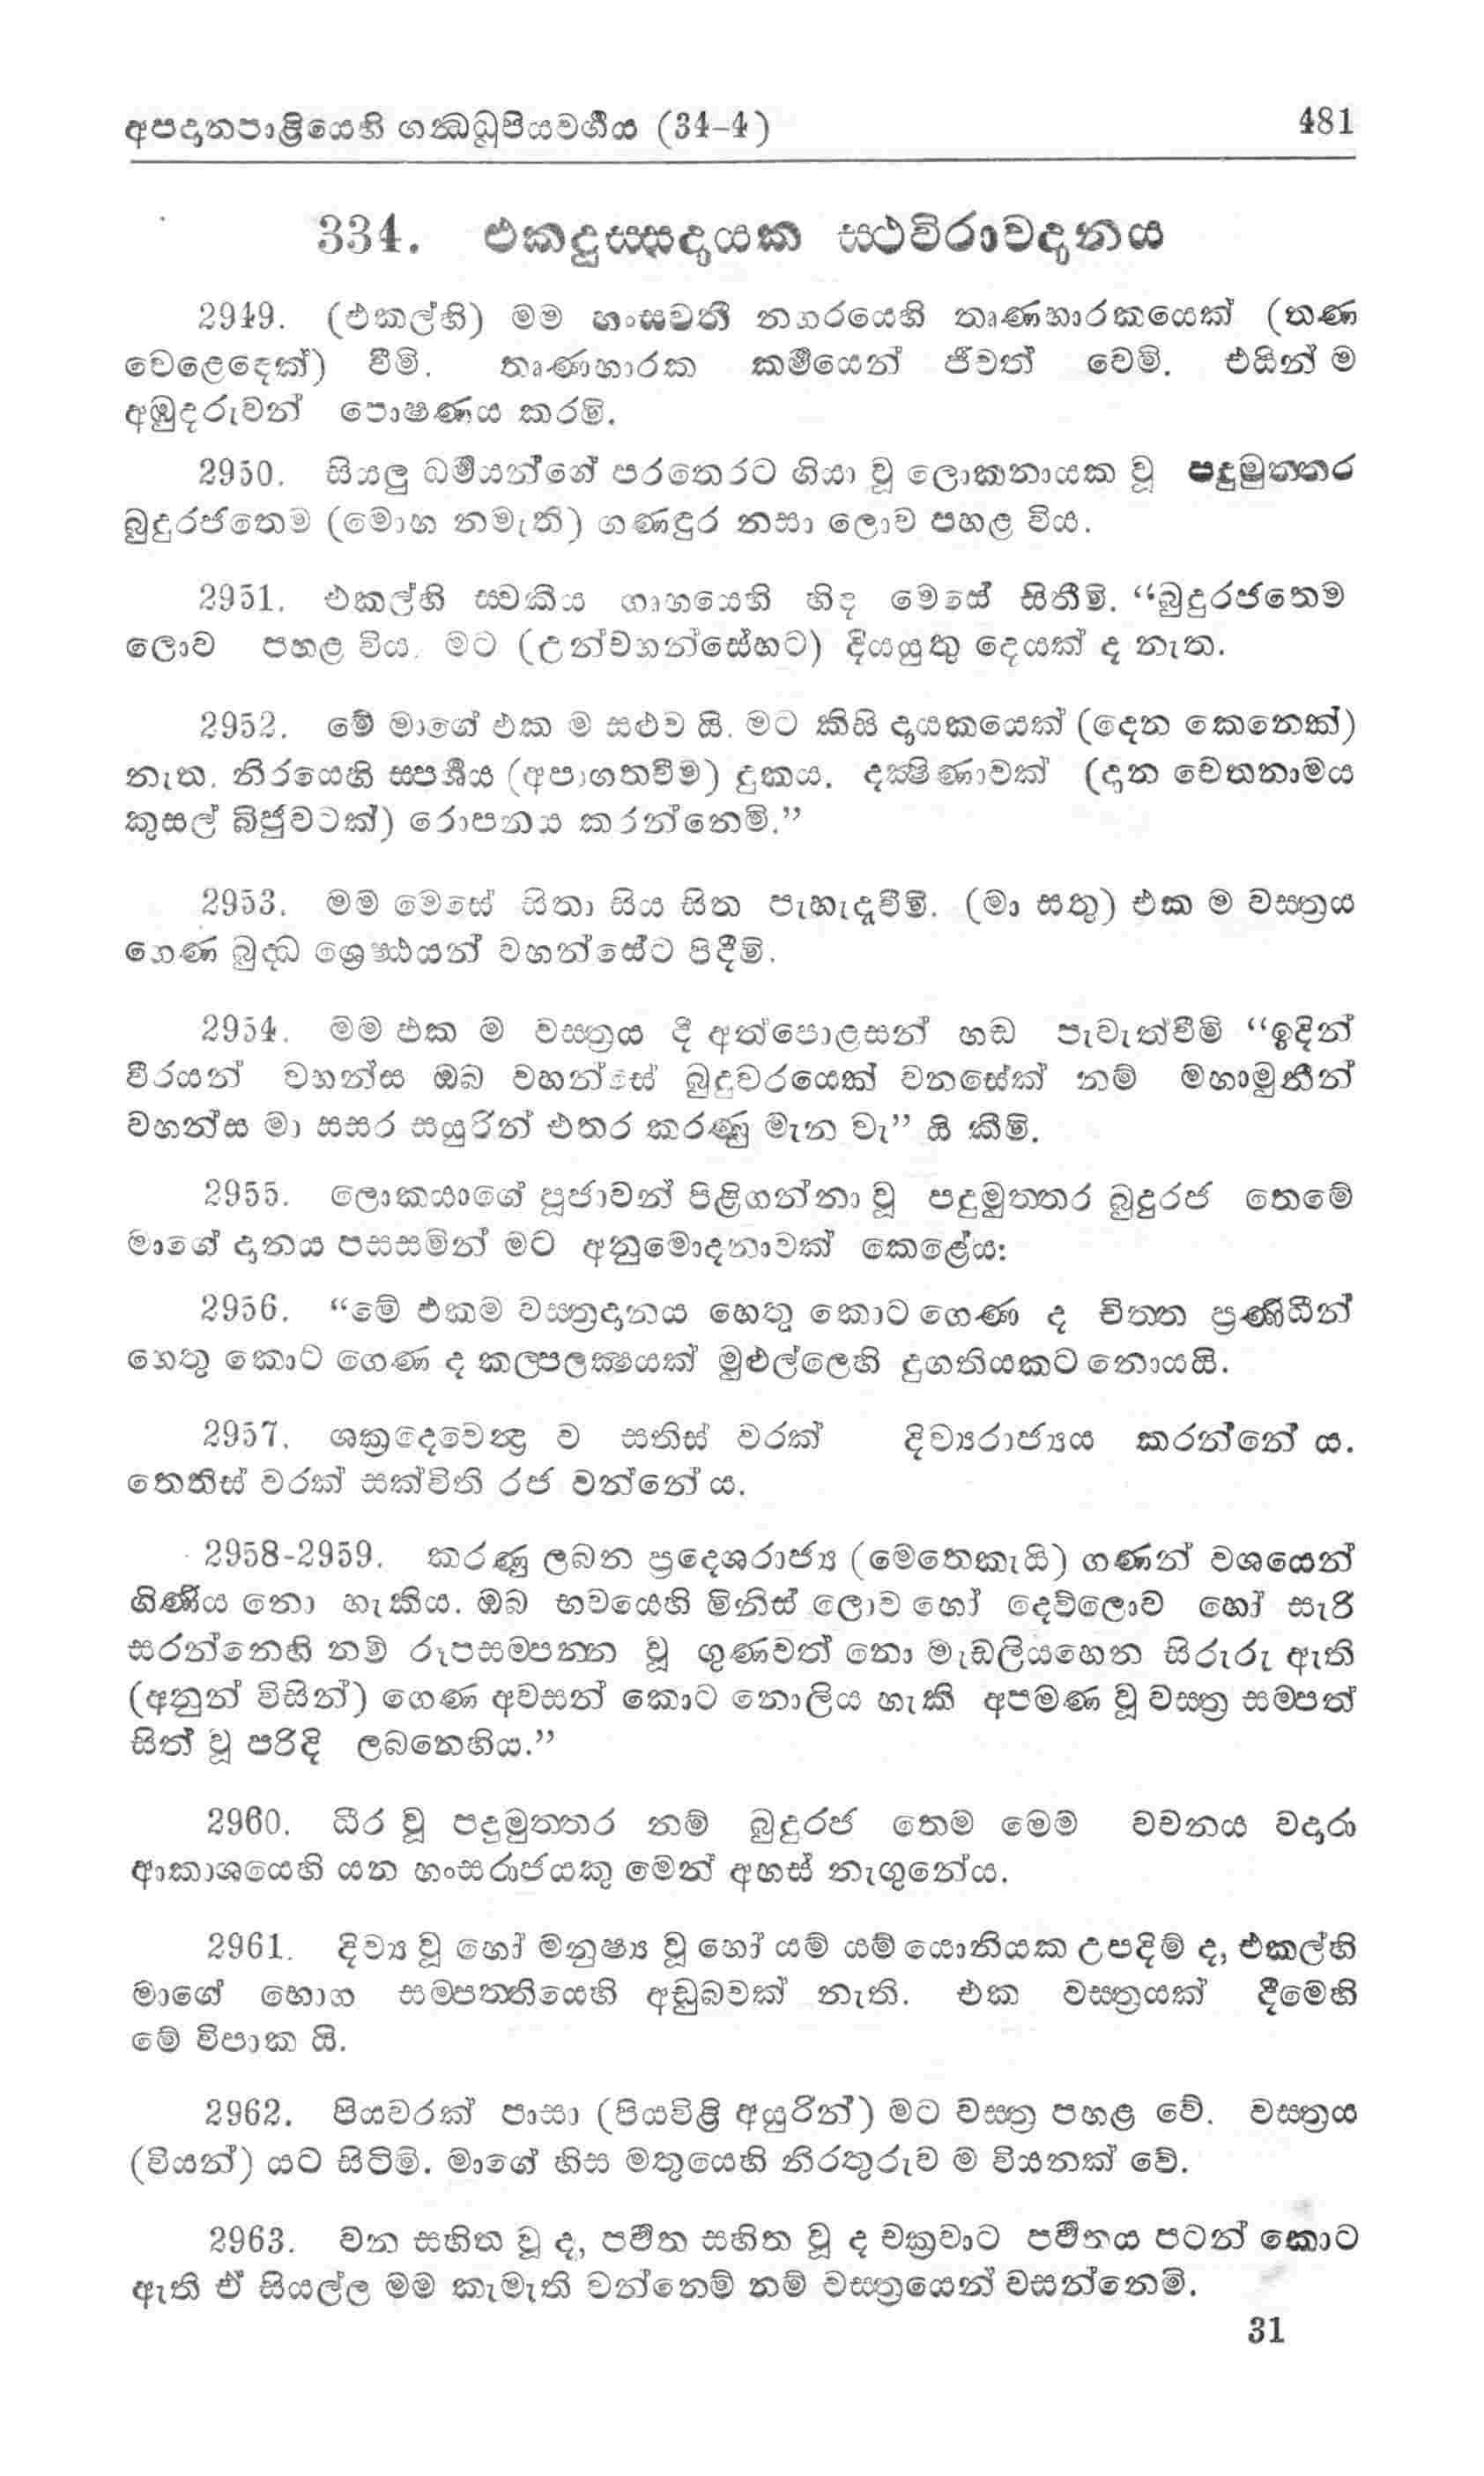 අපදානපාළියෙහි ගන්‍ධධූපියවර්‍ගය (34-4) 481
334. එකදුස්සදායක ස්ථවිරාවදානය
2949. (එකල්හි) මම හංසවතී නගරයෙහි තෘණහාරකයෙක් (තණ
වෙළෙඳෙක්) වීමි. තෘණහාරක කර්‍මයෙන් ජීවත් වෙමි. එයින් ම
අඹුදරුවන් පොෂණය කරමි.
2950. සියලු ධර්‍මයන්ගේ පරතෙරට ගියා වූ ලොකනායක වූ පදුමුත්තර
බුදුරජතෙම (මොහ නමැති) ගණඳුර නසා ලොව පහළ විය.
2951. එකල්හි ස්වකීය ගෘහයෙහි හිඳ මෙසේ සිතීමි. “බුදුරජතෙම
ලොව පහළ විය. මට (උන්වහන්සේහට) දියයුතු දෙයක් ද නැත.
2952. මේ මාගේ එක ම සළුව යි. මට කිසි දායකයෙක් (දෙන කෙනෙක්)
නැත. නිරයෙහි ස්පර්‍ශය (අපාගතවීම) දුකය. දක්‍ෂිණාවක් (දාන චෙතනාමය
කුසල් බිජුවටක්) රොපනය කරන්නෙමි.”
2953. මම මෙසේ සිතා සිය සිත පැහැදවීමි. (මා සතු) එක ම වස්ත්‍රය
ගෙණ බුද්ධ ශ්‍රෙෂ්ඨයන් වහන්සේට පිදීමි.
2954. මම එක ම වස්ත්‍රය දී අත්පොළසන් හඬ පැවැත්වීමි “ඉදින්
වීරයන් වහන්ස ඔබ වහන්සේ බුදුවරයෙක් වනසේක් නම් මහාමුනීන්
වහන්ස මා සසර සයුරින් එතර කරණු මැන වැ” යි කීමි.
2955. ලොකයාගේ පූජාවන් පිළිගන්නා වූ පදුමුත්තර බුදුරජ තෙමේ
මාගේ දානය පසසමින් මට අනුමොදනාවක් කෙළේය:
2956. “මේ එකම වස්ත්‍රදානය හෙතු කොට ගෙණ ද චිත්ත ප්‍රණිධීන්
හෙතු කොට ගෙණ ද කල්පලක්‍ෂයක් මුළුල්ලෙහි දුගතියකට නොයයි.
2957. ශක්‍රදෙවෙන්‍ද්‍ර ව සතිස් වරක් දිව්‍යරාජ්‍යය කරන්නේ ය.
තෙතිස් වරක් සක්විති රජ වන්නේ ය.
2958-2959. කරණු ලබන ප්‍රදෙශරාජ්‍ය (මෙතෙකැයි) ගණන් වශයෙන්
ගිණිය නො හැකිය. ඔබ භවයෙහි මිනිස් ලොව හෝ දෙව්ලොව හෝ සැරි
සරන්නෙහි නම් රූපසම්පන්න වූ ගුණවත් නො මැඩලියහෙන සිරුරු ඇති
(අනුන් විසින්) ගෙණ අවසන් කොට නොලිය හැකි අපමණ වූ වස්ත්‍ර සම්පත්
සිත් වූ පරිදි ලබනෙහිය.”
2960. ධීර වූ පදුමුත්තර නම් බුදුරජ තෙම මෙම වචනය වදාරා
ආකාශයෙහි යන හංසරාජයකු මෙන් අහස් නැගුනේය.
2961. දිව්‍ය වූ හෝ මනුෂ්‍ය වූ හෝ යම් යම් යොනියක උපදිම් ද, එකල්හි
මාගේ භොග සම්පත්තියෙහි අඩුබවක් නැති. එක වස්ත්‍රයක් දීමෙහි
මේ විපාක යි.
2962. පියවරක් පාසා (පියවිළි අයුරින්) මට වස්ත්‍ර පහළ වේ. වස්ත්‍රය
(වියන්) යට සිටිමි. මාගේ හිස මතුයෙහි නිරතුරුව ම වියනක් වේ.
2963. වන සහිත වූ ද, පර්‍වත සහිත වූ ද චක්‍රවාට පර්‍වතය පටන් කොට
ඇති ඒ සියල්ල මම කැමැති වන්නෙම් නම් වස්ත්‍රයෙන් වසන්නෙමි.
31